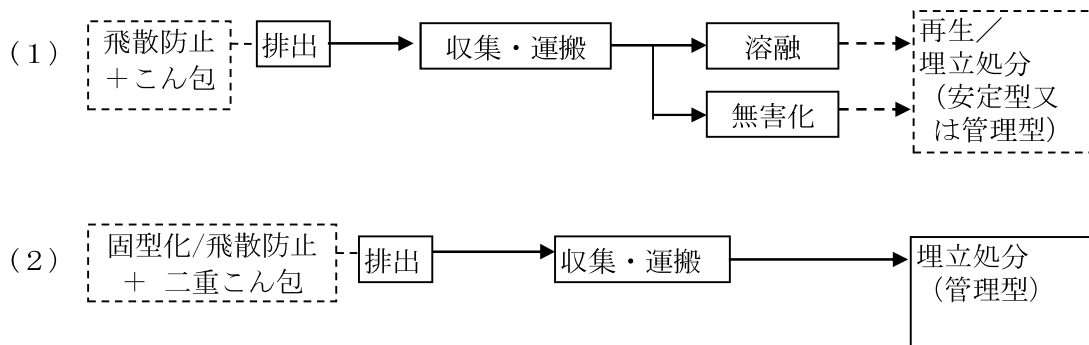 (1)
飛散防止
＋こん包
排出
収集・運搬
溶融
無害化
再生／
埋立処分
(安定型又
は管理型)
(2)
固型化/飛散防止
＋ 二重こん包
排出
収集・運搬
埋立処分
(管理型)